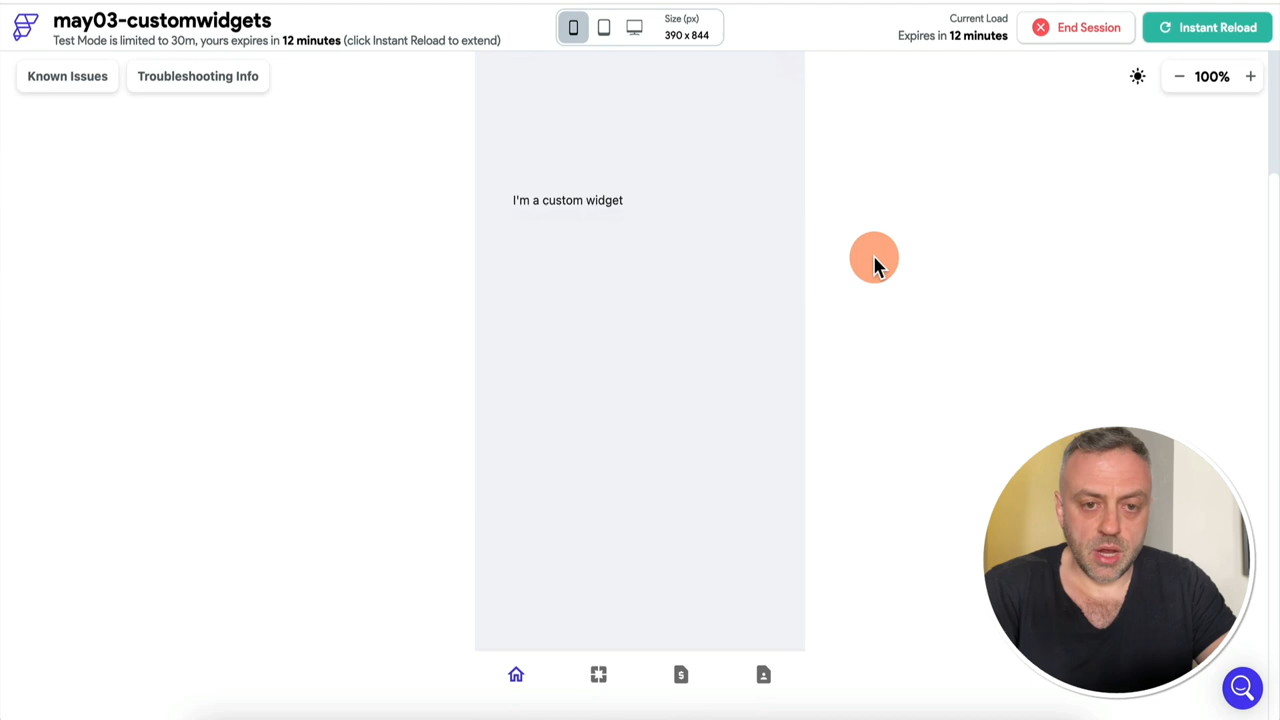 may03-customwidgets
Test Mode is limited to 30m, yours expires in 12 minutes (click Instant Reload to extend)
Size (px)
390 x 844
Current Load
Expires in 12 minutes
End Session
Instant Reload
Known Issues
Troubleshooting Info
100%
I'm a custom widget